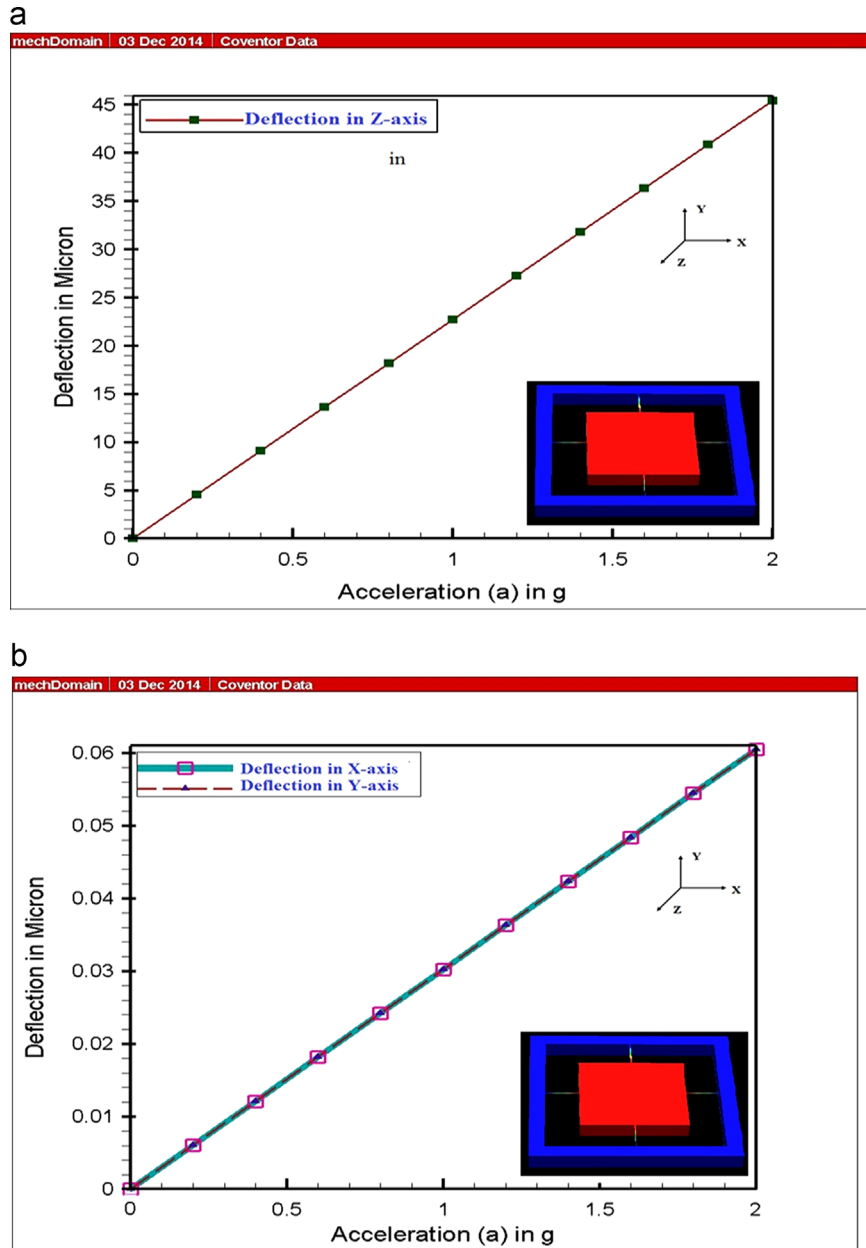 a
mechDomain | 03 Dec 2014 | Coventor Data
45
40
35
30
25
20
15
10
5
0
Deflection in Micron
Deflection in Z-axis
in
Y
X
Z
0
0.5
1
1.5
2
Acceleration (a) in g
b
mechDomain | 03 Dec 2014 | Coventor Data
0.06
0.05
0.04
0.03
0.02
0.01
0
Deflection in Micron
Deflection in X-axis
Deflection in Y-axis
Y
X
Z
0
0.5
1
1.5
2
Acceleration (a) in g